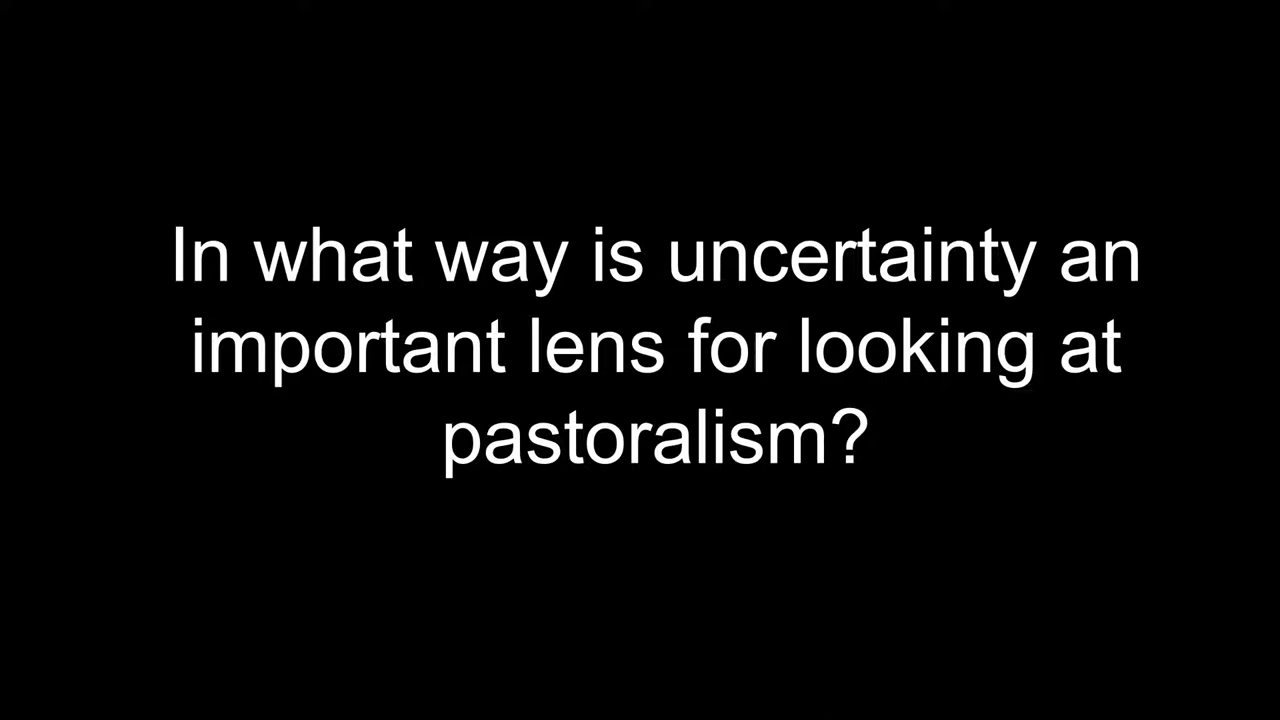 In what way is uncertainty an
important lens for looking at
pastoralism?